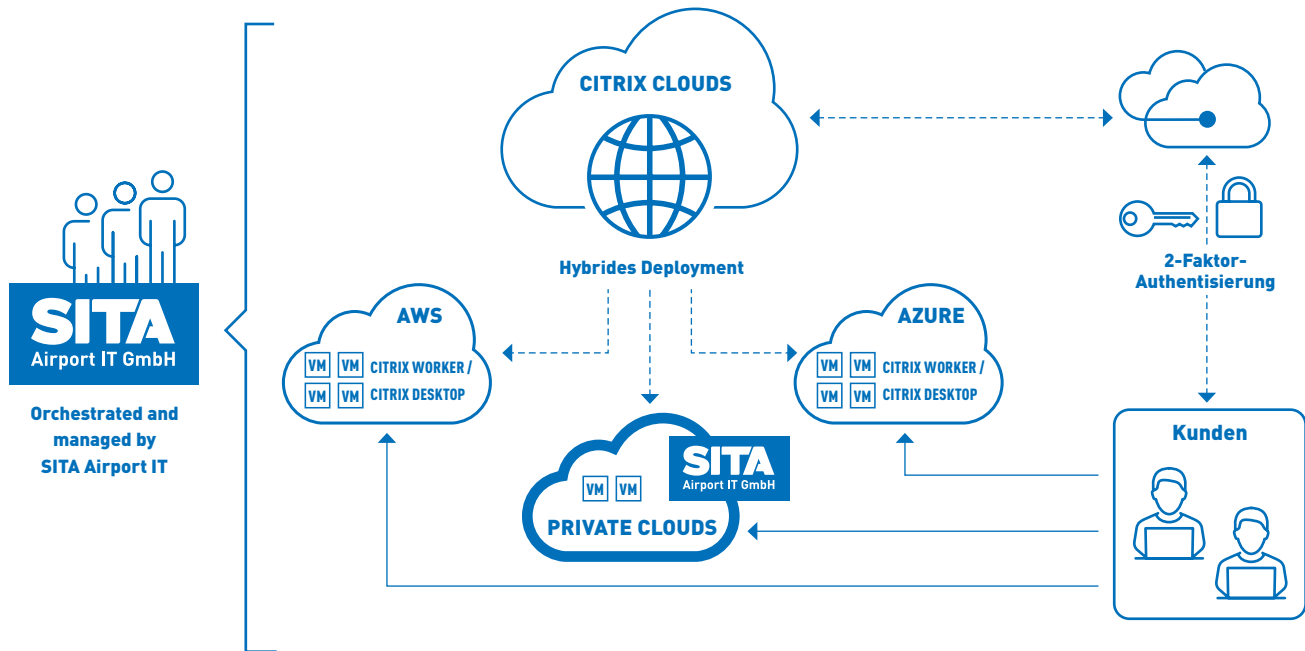 CITRIX CLOUDS
Hybrides Deployment
2-Faktor-
Authentisierung
SITA
Airport IT GmbH
Orchestrated and
managed by
SITA Airport IT
AWS
VM VM CITRIX WORKER /
VM VM CITRIX DESKTOP
AZURE
VM VM CITRIX WORKER /
VM VM CITRIX DESKTOP
SITA
Airport IT GmbH
VM VM
PRIVATE CLOUDS
Kunden